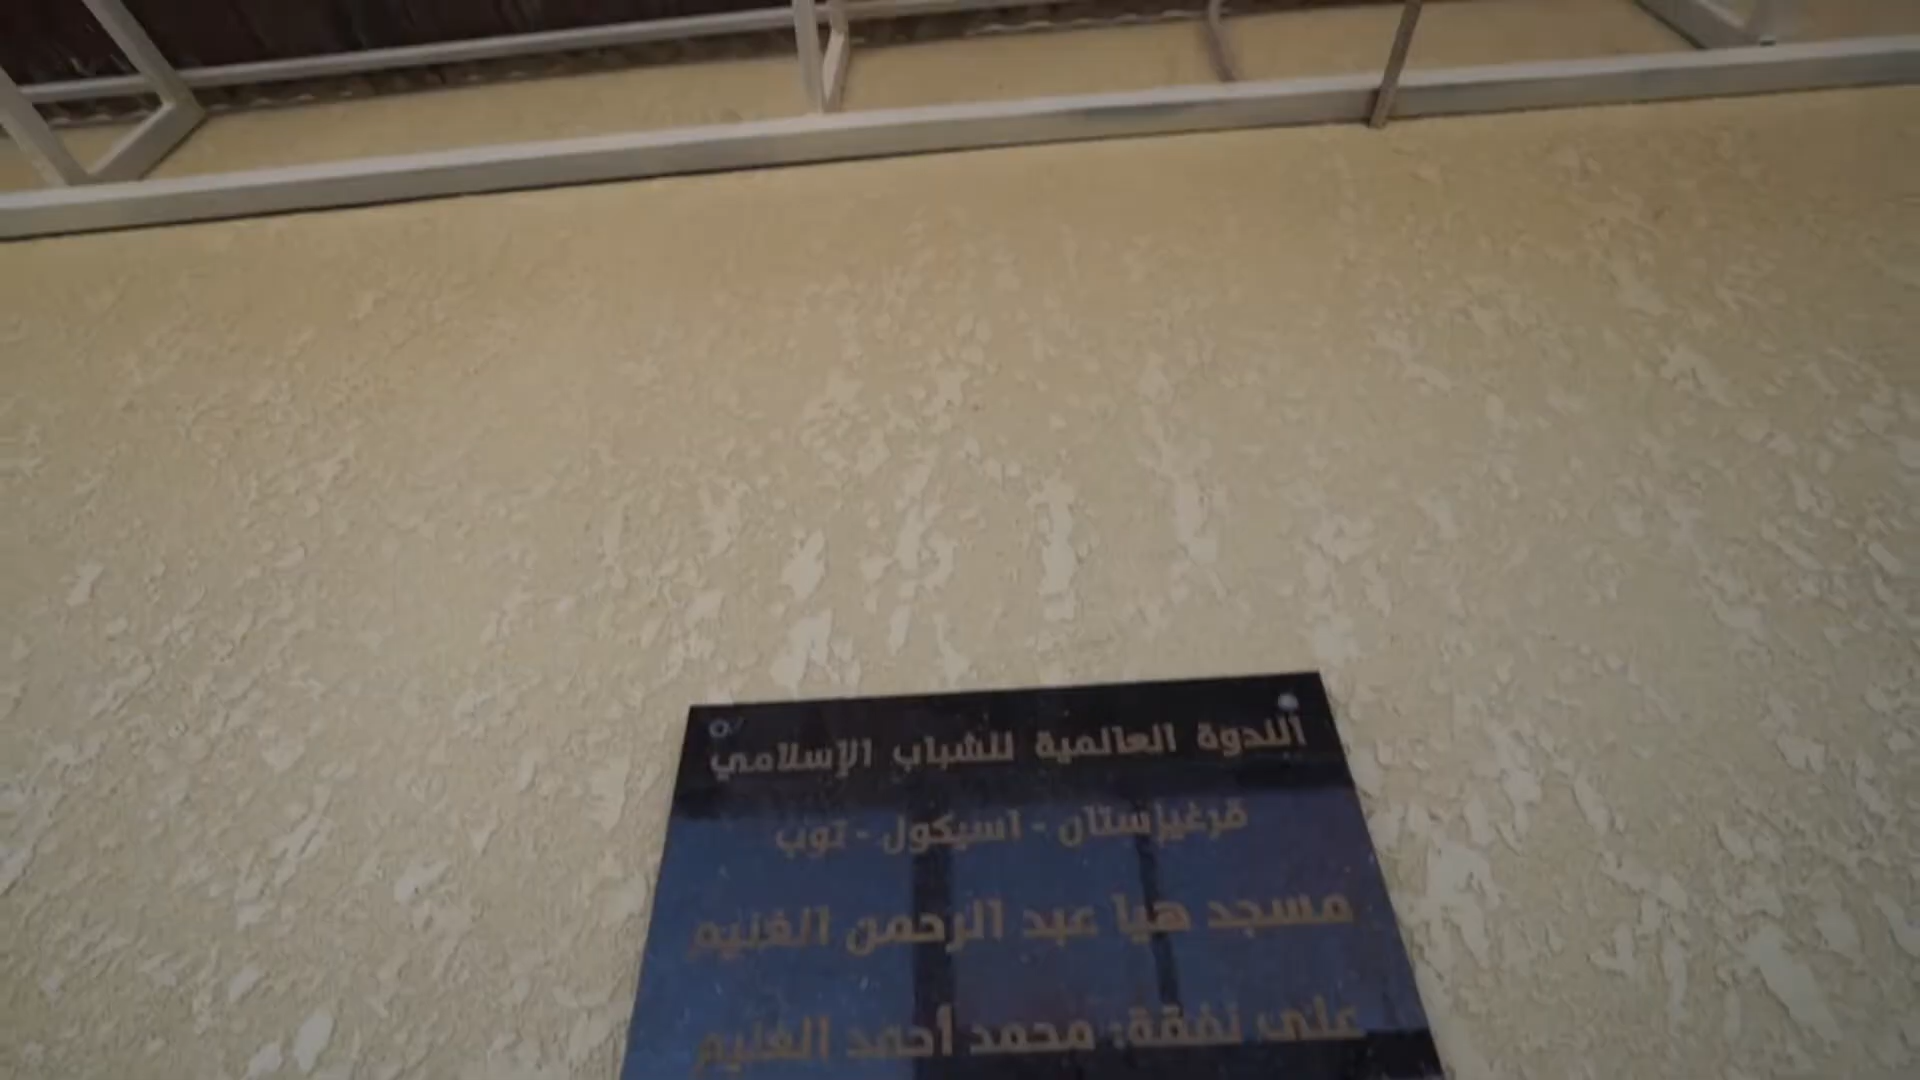 الندوة العالمية للشباب الإسلامي
قرغيزستان - اسيكول - توب
مسجد هيا عبد الرحمن الغنيم
على نفقة: محمد أحمد الغنيم